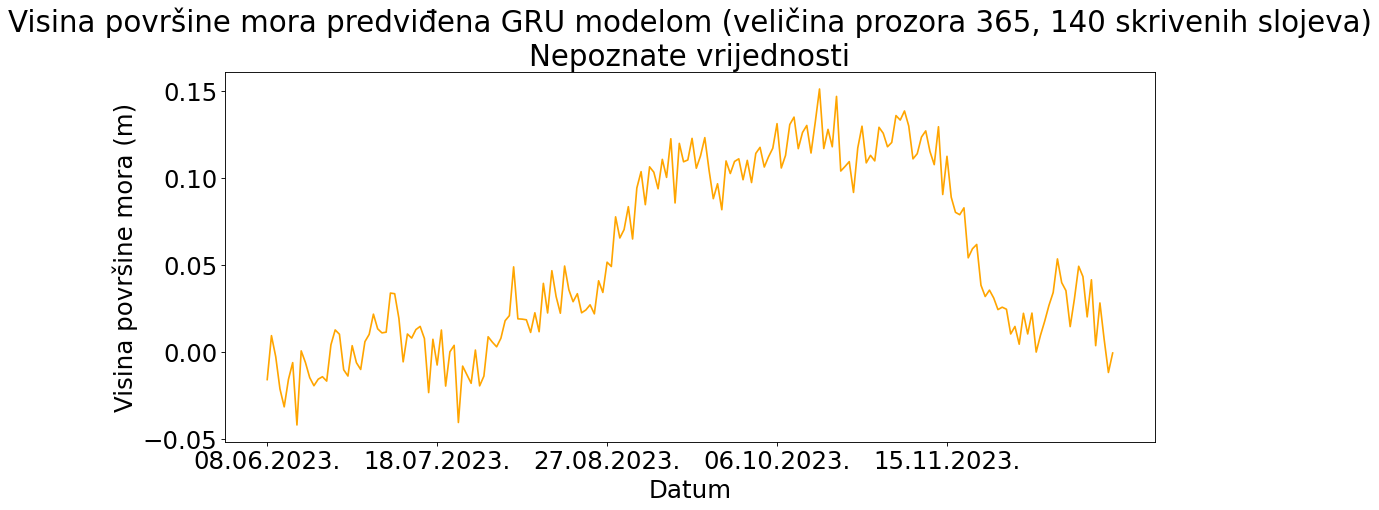 Visina površine mora predviđena GRU modelom (veličina prozora 365, 140 skrivenih slojeva)
Nepoznate vrijednosti
Visina površine mora (m)
0.15
0.10
0.05
0.00
−0.05
08.06.2023. 18.07.2023. 27.08.2023. 06.10.2023. 15.11.2023.
Datum